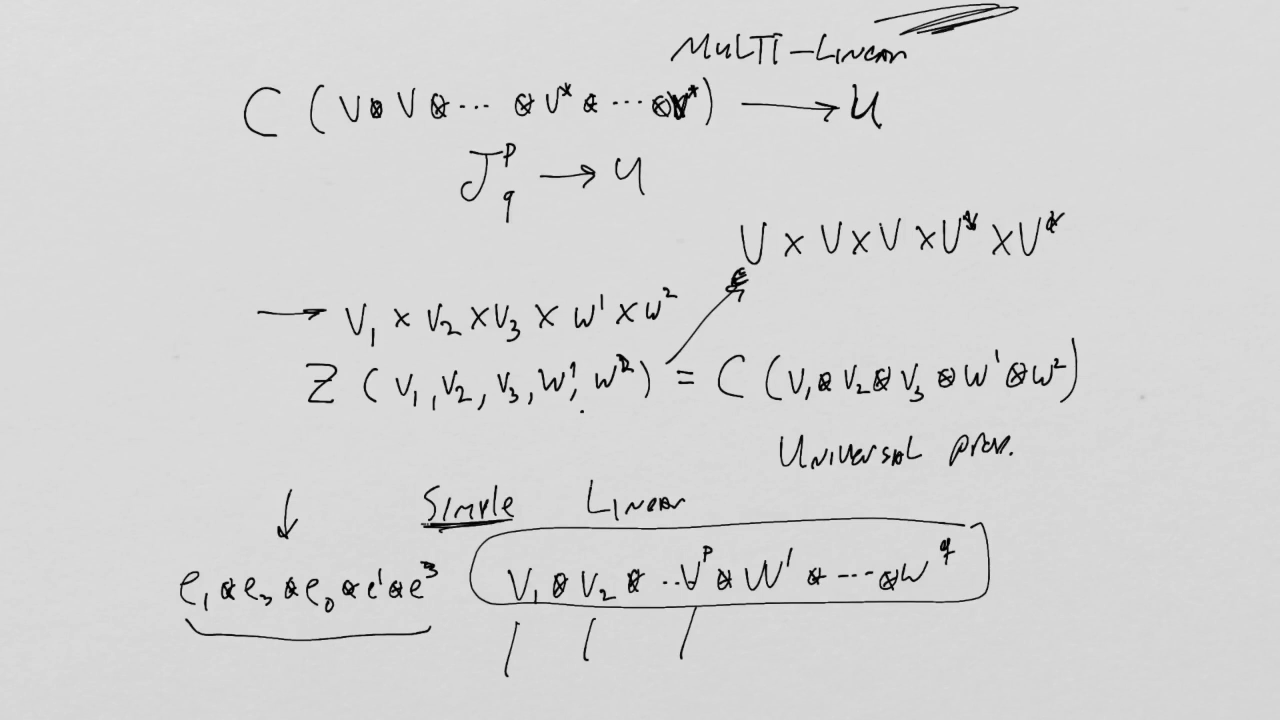 MULTI-LINEAR
C (V⊗V⊗··· ⊗V*⊗···⊗V*) → U
J^p_q → U
V × V × V × V* × V*
→ V₁ × V₂ × V₃ × W¹ × W²
Z (V₁, V₂, V₃, W¹, W²) = C (V₁⊗V₂⊗V₃⊗W¹⊗W²)
UNIVERSAL PROP.
SIMPLE LINEAR
e₁⊗e₃⊗e₀⊗e¹⊗e³ V₁⊗V₂⊗··V^p⊗W¹⊗···⊗W^q